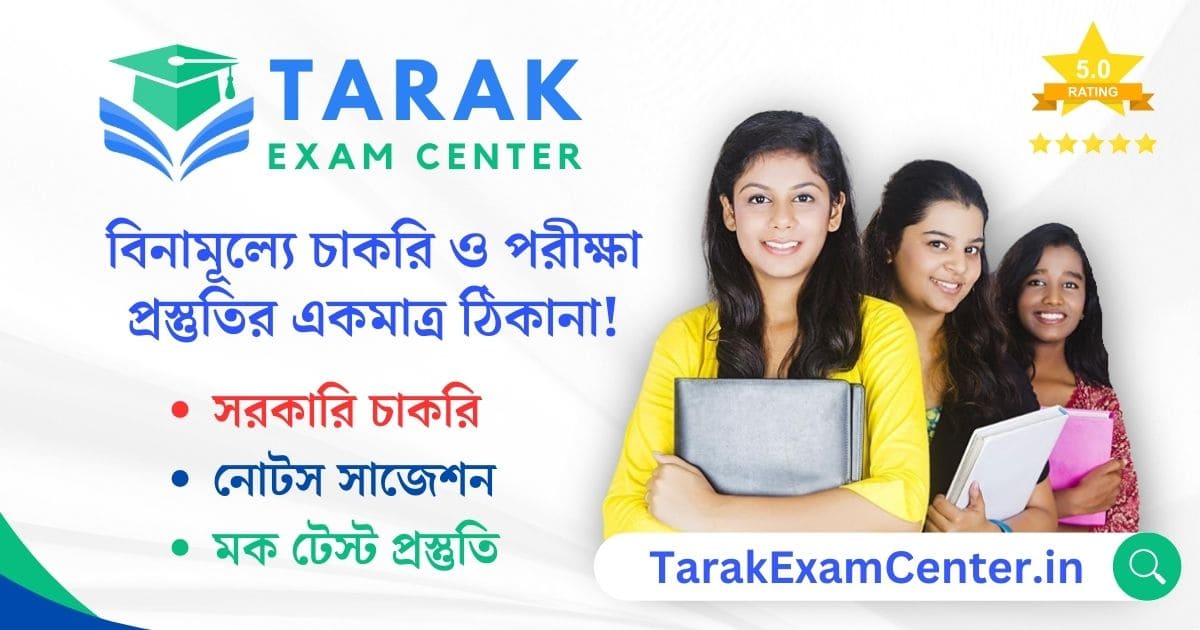 TARAK
EXAM CENTER
5.0
RATING
বিনামূল্যে চাকরি ও পরীক্ষা
প্রস্তুতির একমাত্র ঠিকানা!
• সরকারি চাকরি
• নোটস সাজেশন
• মক টেস্ট প্রস্তুতি
TarakExamCenter.in